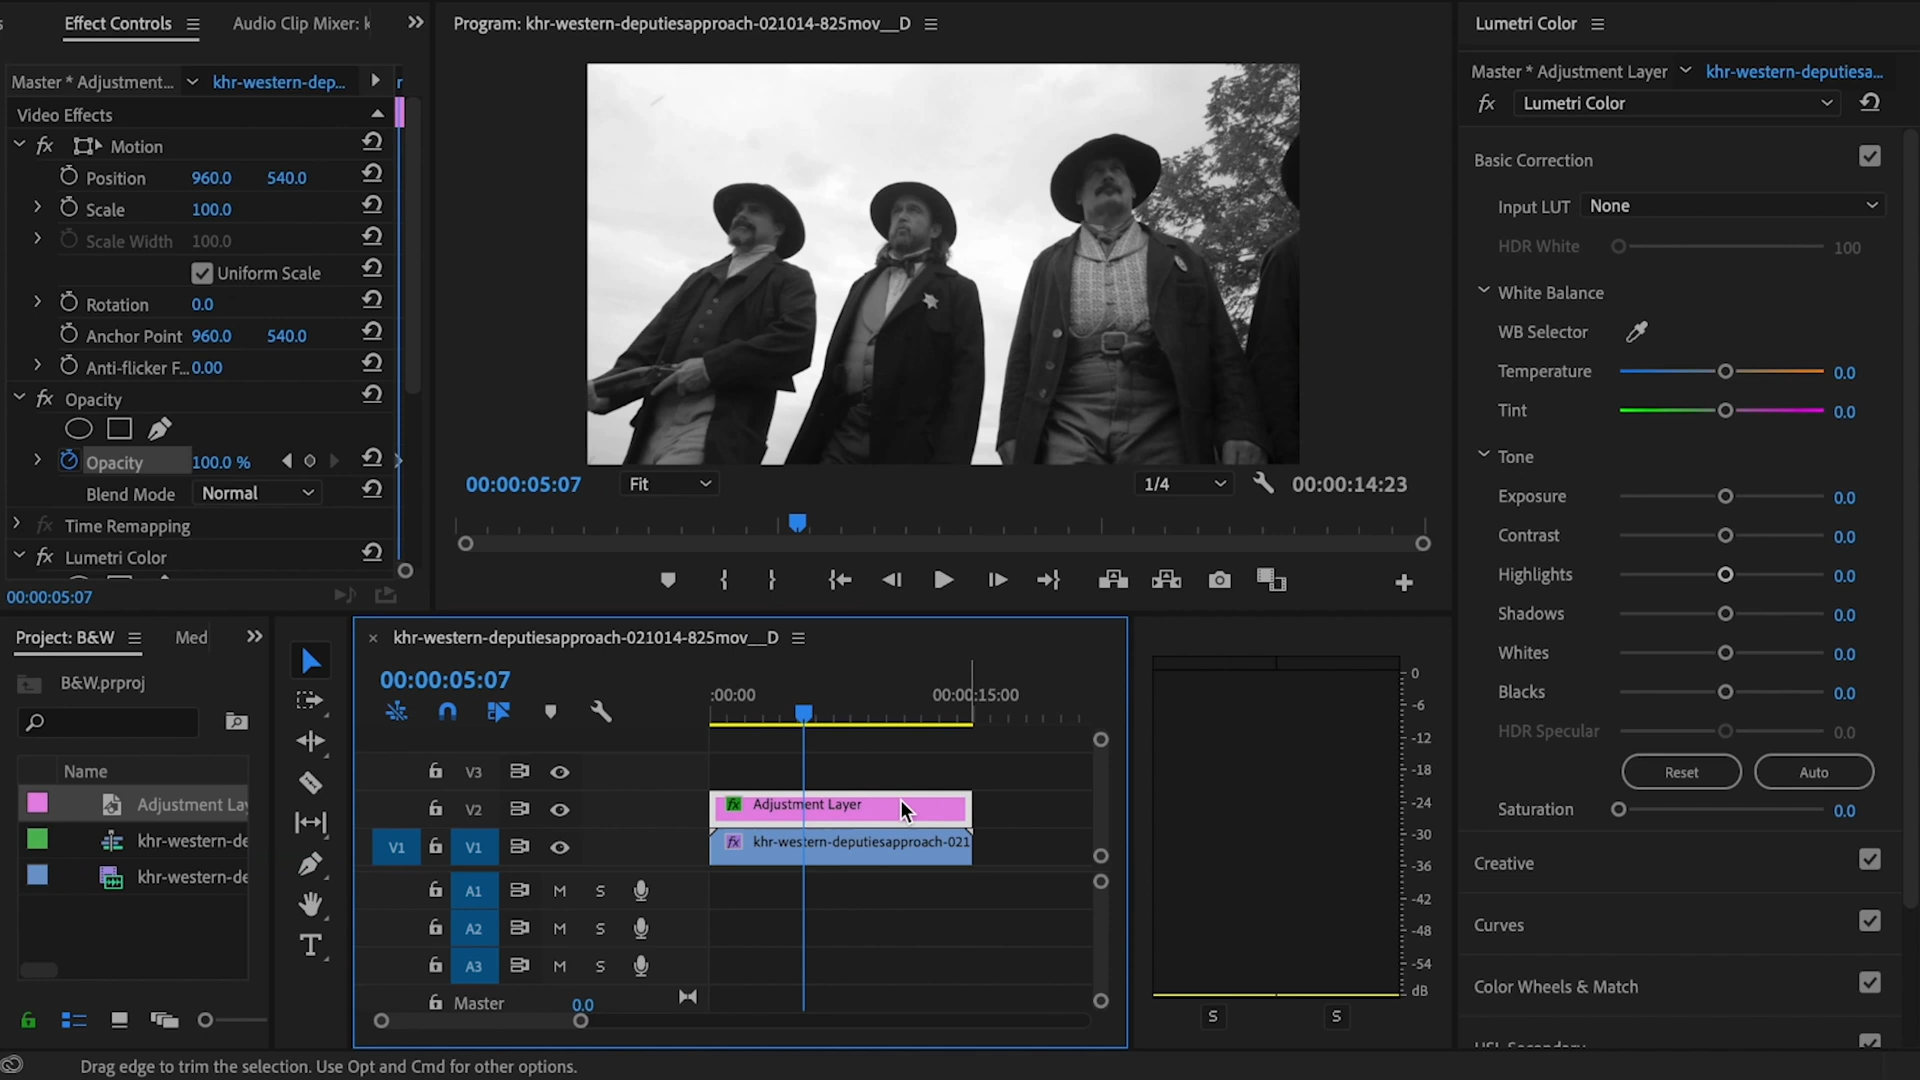 Effect Controls
Audio Clip Mixer: k
Program: khr-western-deputiesapproach-021014-825mov__D
Lumetri Color
Master * Adjustment...
khr-western-dep...
Video Effects
fx Motion
Position 960.0 540.0
Scale 100.0
Scale Width 100.0
Uniform Scale
Rotation 0.0
Anchor Point 960.0 540.0
Anti-flicker F... 0.00
fx Opacity
Opacity 100.0 %
Blend Mode Normal
fx Time Remapping
fx Lumetri Color
00:00:05:07
00:00:05:07
Fit
1/4
00:00:14:23
Master * Adjustment Layer
khr-western-deputiesa...
fx Lumetri Color
Basic Correction
Input LUT None
HDR White 100
White Balance
WB Selector
Temperature 0.0
Tint 0.0
Tone
Exposure 0.0
Contrast 0.0
Highlights 0.0
Shadows 0.0
Whites 0.0
Blacks 0.0
HDR Specular 0.0
Reset
Auto
Saturation 0.0
Creative
Curves
Color Wheels & Match
Project: B&W
Med
B&W.prproj
Name
Adjustment Lay
khr-western-de
khr-western-de
khr-western-deputiesapproach-021014-825mov__D
00:00:05:07
:00:00
00:00:15:00
V3
V2
fx Adjustment Layer
V1
V1
fx khr-western-deputiesapproach-021
A1 M S
A2 M S
A3 M S
Master 0.0
0
-6
-12
-18
-24
-30
-36
-42
-48
-54
dB
S
S
Drag edge to trim the selection. Use Opt and Cmd for other options.